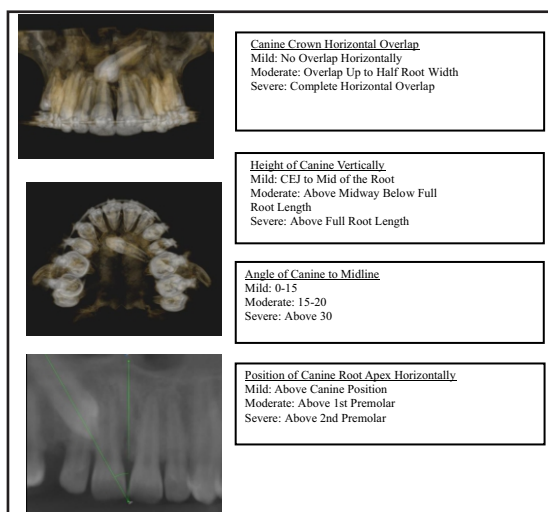 Canine Crown Horizontal Overlap
Mild: No Overlap Horizontally
Moderate: Overlap Up to Half Root Width
Severe: Complete Horizontal Overlap
Height of Canine Vertically
Mild: CEJ to Mid of the Root
Moderate: Above Midway Below Full
Root Length
Severe: Above Full Root Length
Angle of Canine to Midline
Mild: 0-15
Moderate: 15-20
Severe: Above 30
Position of Canine Root Apex Horizontally
Mild: Above Canine Position
Moderate: Above 1st Premolar
Severe: Above 2nd Premolar